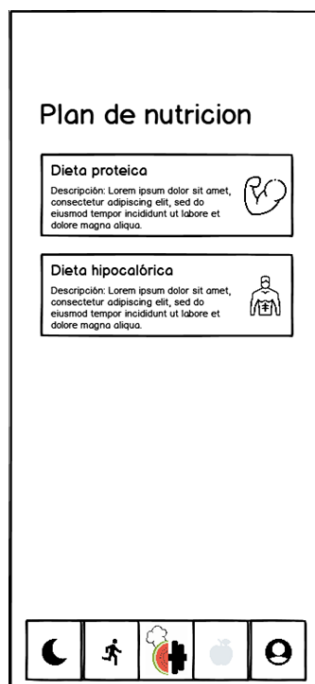 Plan de nutricion
Dieta proteica
Descripción: Lorem ipsum dolor sit amet,
consectetur adipiscing elit, sed do
eiusmod tempor incididunt ut labore et
dolore magna aliqua.
Dieta hipocalórica
Descripción: Lorem ipsum dolor sit amet,
consectetur adipiscing elit, sed do
eiusmod tempor incididunt ut labore et
dolore magna aliqua.